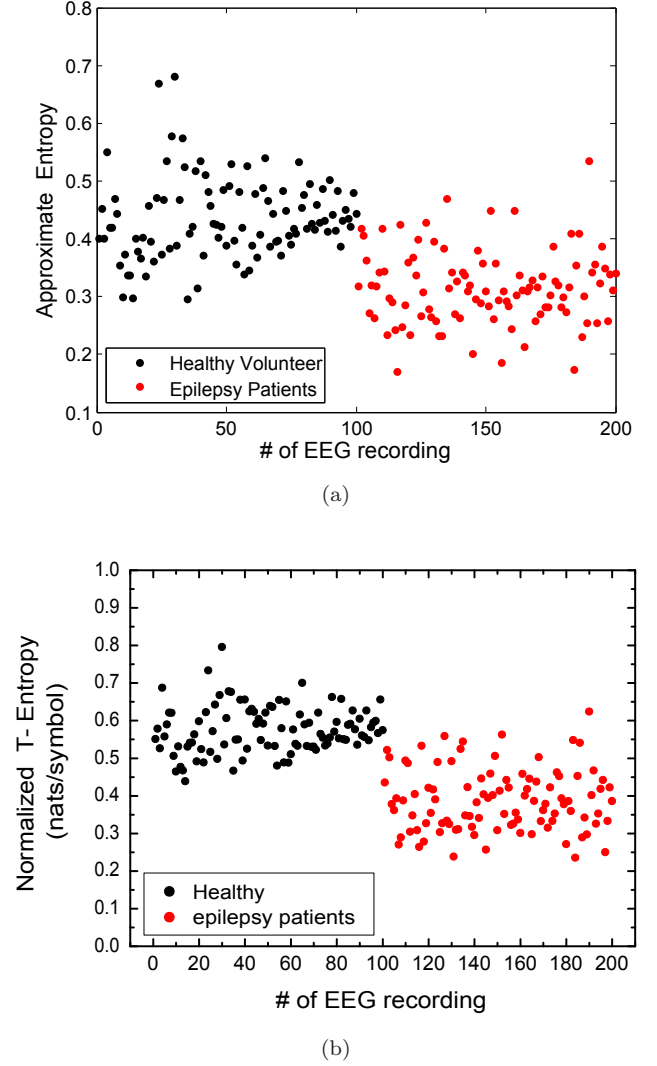 0.8
0.7
0.6
0.5
0.4
0.3
0.2
0.1
Approximate Entropy
Healthy Volunteer
Epilepsy Patients
0 50 100 150 200
# of EEG recording
(a)
1.0
0.9
0.8
0.7
0.6
0.5
0.4
0.3
0.2
0.1
0.0
Normalized T- Entropy
(nats/symbol)
Healthy
epilepsy patients
0 20 40 60 80 100 120 140 160 180 200
# of EEG recording
(b)